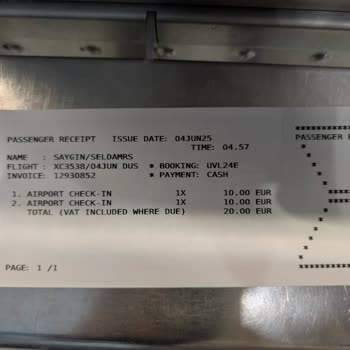 PASSENGER RECEIPT ISSUE DATE: 04JUN25
TIME: 04.57
NAME : SAYGIN/SELDAMRS
FLIGHT : XC3538/04JUN DUS * BOOKING: UVL24E
INVOICE: 12930852 * PAYMENT: CASH
1. AIRPORT CHECK-IN 1X 10.00 EUR
2. AIRPORT CHECK-IN 1X 10.00 EUR
TOTAL (VAT INCLUDED WHERE DUE) 20.00 EUR
PAGE: 1 /1
PASSENGER